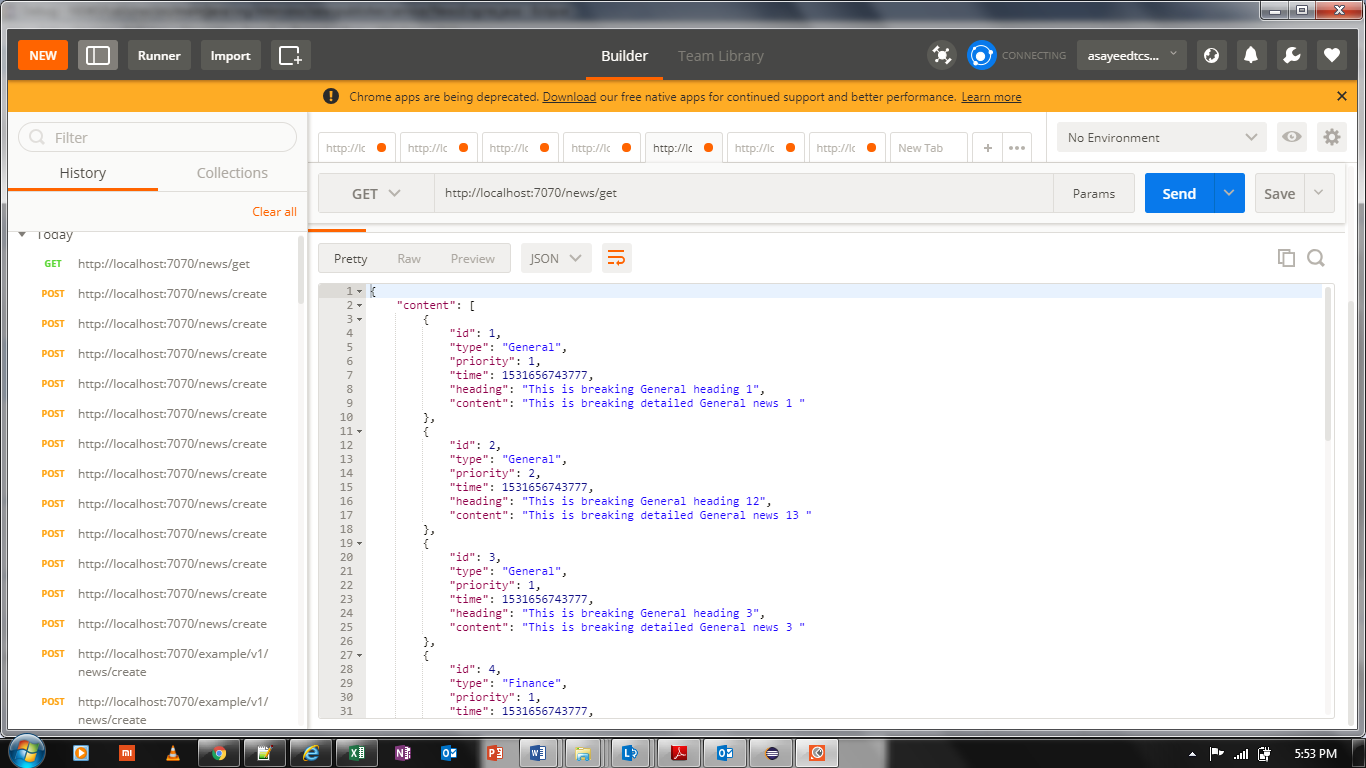 NEW
Runner
Import
Builder
Team Library
CONNECTING
asayeedtcs...
Chrome apps are being deprecated. Download our free native apps for continued support and better performance. Learn more
Filter
History
Collections
Clear all
Today
GET http://localhost:7070/news/get
POST http://localhost:7070/news/create
POST http://localhost:7070/news/create
POST http://localhost:7070/news/create
POST http://localhost:7070/news/create
POST http://localhost:7070/news/create
POST http://localhost:7070/news/create
POST http://localhost:7070/news/create
POST http://localhost:7070/news/create
POST http://localhost:7070/news/create
POST http://localhost:7070/news/create
POST http://localhost:7070/news/create
POST http://localhost:7070/news/create
POST http://localhost:7070/example/v1/
news/create
POST http://localhost:7070/example/v1/
news/create
http://lc http://lc http://lc http://lc http://lc http://lc http://lc New Tab + •••
No Environment
GET http://localhost:7070/news/get Params Send Save
Pretty Raw Preview JSON
1 {
2 "content": [
3 {
4 "id": 1,
5 "type": "General",
6 "priority": 1,
7 "time": 1531656743777,
8 "heading": "This is breaking General heading 1",
9 "content": "This is breaking detailed General news 1 "
10 },
11 {
12 "id": 2,
13 "type": "General",
14 "priority": 2,
15 "time": 1531656743777,
16 "heading": "This is breaking General heading 12",
17 "content": "This is breaking detailed General news 13 "
18 },
19 {
20 "id": 3,
21 "type": "General",
22 "priority": 1,
23 "time": 1531656743777,
24 "heading": "This is breaking General heading 3",
25 "content": "This is breaking detailed General news 3 "
26 },
27 {
28 "id": 4,
29 "type": "Finance",
30 "priority": 1,
31 "time": 1531656743777,
5:53 PM